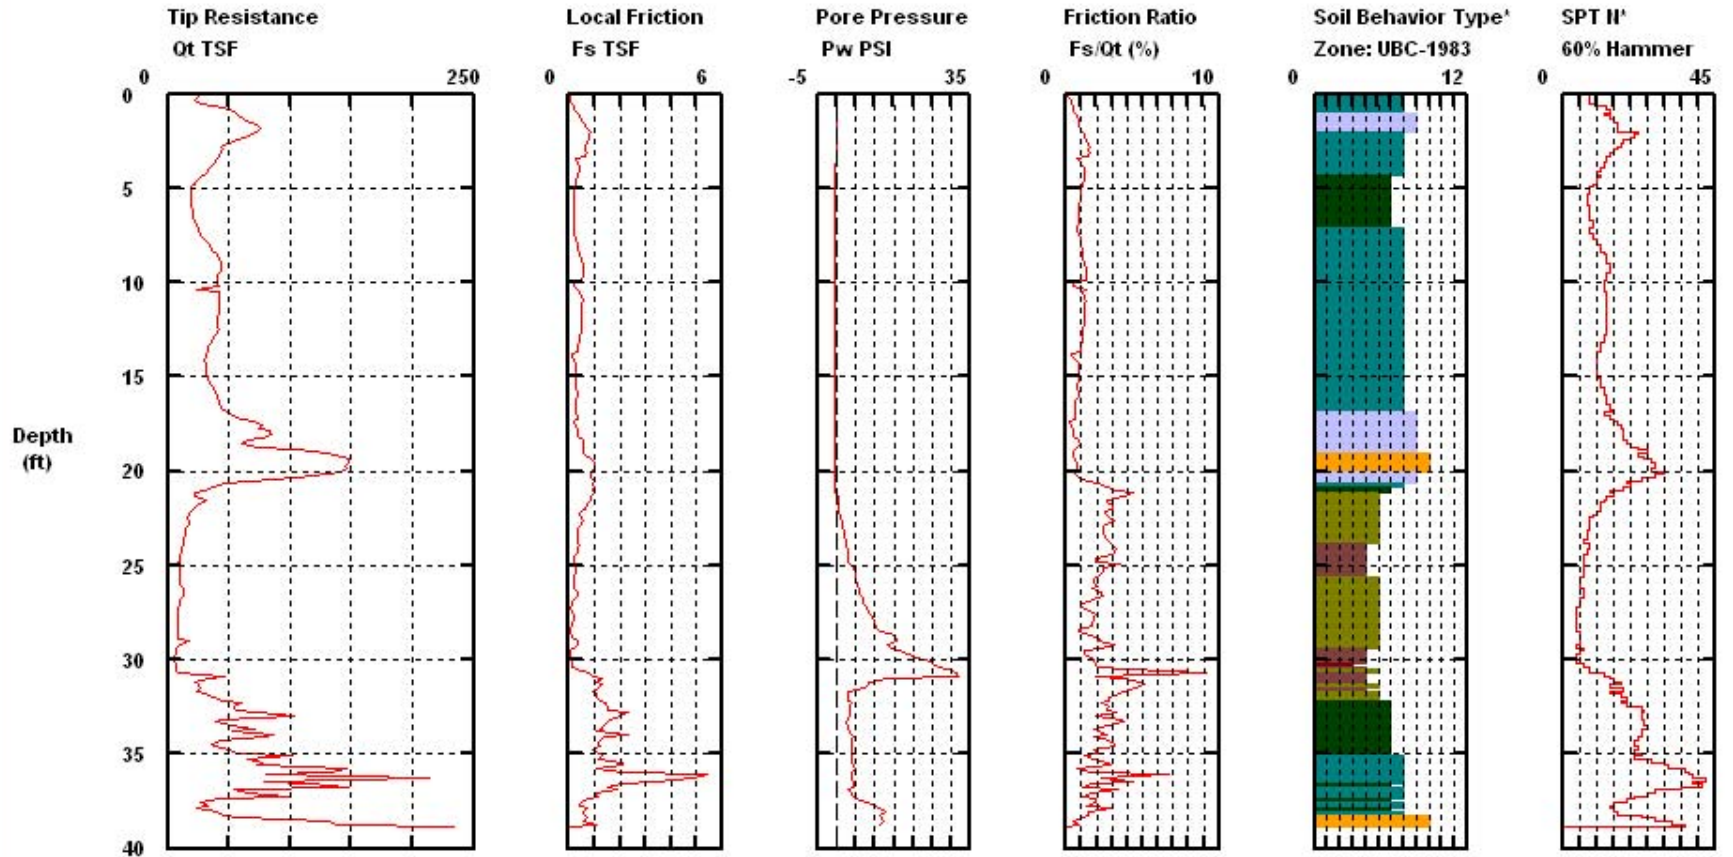 Tip Resistance
Qt TSF
0 250
Local Friction
Fs TSF
0 6
Pore Pressure
Pw PSI
-5 35
Friction Ratio
Fs/Qt (%)
0 10
Soil Behavior Type*
Zone: UBC-1983
0 12
SPT N*
60% Hammer
0 45
Depth
(ft)
0
5
10
15
20
25
30
35
40